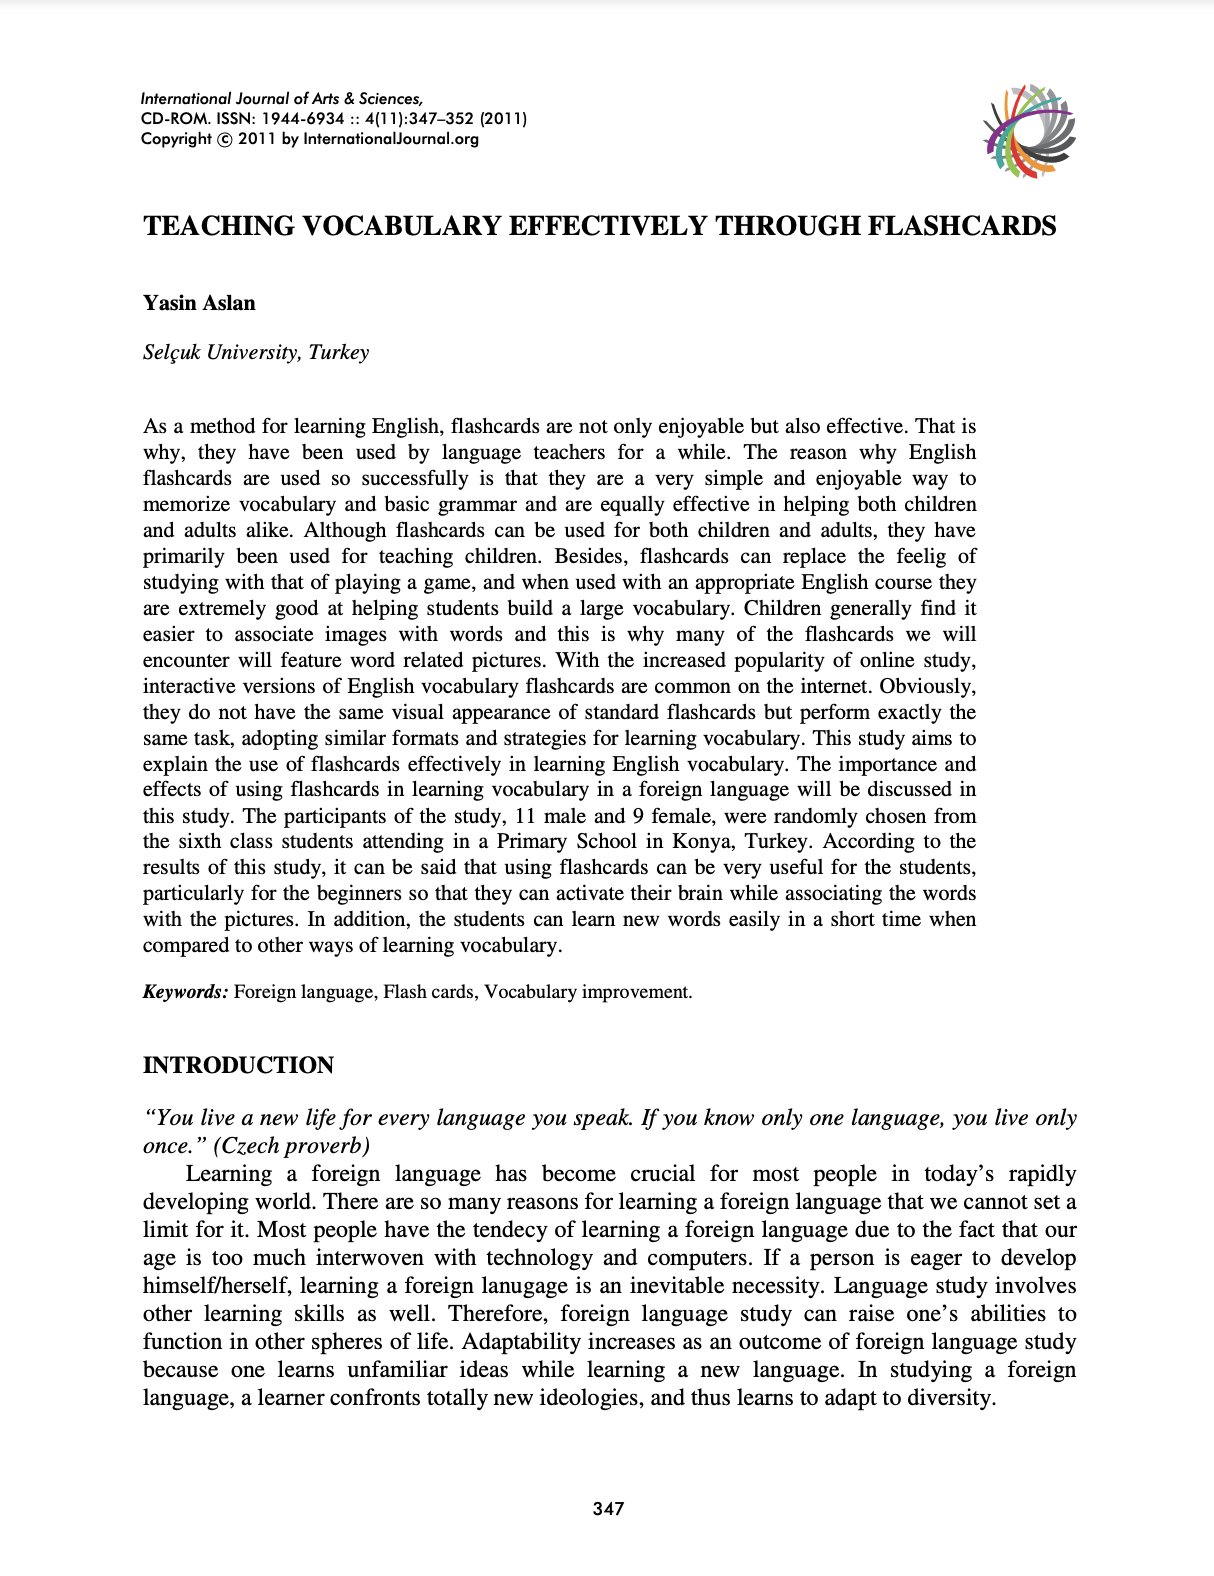 International Journal of Arts & Sciences,
CD-ROM. ISSN: 1944-6934 :: 4(11):347–352 (2011)
Copyright © 2011 by InternationalJournal.org
TEACHING VOCABULARY EFFECTIVELY THROUGH FLASHCARDS
Yasin Aslan
Selçuk University, Turkey
As a method for learning English, flashcards are not only enjoyable but also effective. That is
why, they have been used by language teachers for a while. The reason why English
flashcards are used so successfully is that they are a very simple and enjoyable way to
memorize vocabulary and basic grammar and are equally effective in helping both children
and adults alike. Although flashcards can be used for both children and adults, they have
primarily been used for teaching children. Besides, flashcards can replace the feelig of
studying with that of playing a game, and when used with an appropriate English course they
are extremely good at helping students build a large vocabulary. Children generally find it
easier to associate images with words and this is why many of the flashcards we will
encounter will feature word related pictures. With the increased popularity of online study,
interactive versions of English vocabulary flashcards are common on the internet. Obviously,
they do not have the same visual appearance of standard flashcards but perform exactly the
same task, adopting similar formats and strategies for learning vocabulary. This study aims to
explain the use of flashcards effectively in learning English vocabulary. The importance and
effects of using flashcards in learning vocabulary in a foreign language will be discussed in
this study. The participants of the study, 11 male and 9 female, were randomly chosen from
the sixth class students attending in a Primary School in Konya, Turkey. According to the
results of this study, it can be said that using flashcards can be very useful for the students,
particularly for the beginners so that they can activate their brain while associating the words
with the pictures. In addition, the students can learn new words easily in a short time when
compared to other ways of learning vocabulary.
Keywords: Foreign language, Flash cards, Vocabulary improvement.
INTRODUCTION
“You live a new life for every language you speak. If you know only one language, you live only
once.” (Czech proverb)
Learning a foreign language has become crucial for most people in today’s rapidly
developing world. There are so many reasons for learning a foreign language that we cannot set a
limit for it. Most people have the tendecy of learning a foreign language due to the fact that our
age is too much interwoven with technology and computers. If a person is eager to develop
himself/herself, learning a foreign lanugage is an inevitable necessity. Language study involves
other learning skills as well. Therefore, foreign language study can raise one’s abilities to
function in other spheres of life. Adaptability increases as an outcome of foreign language study
because one learns unfamiliar ideas while learning a new language. In studying a foreign
language, a learner confronts totally new ideologies, and thus learns to adapt to diversity.
347